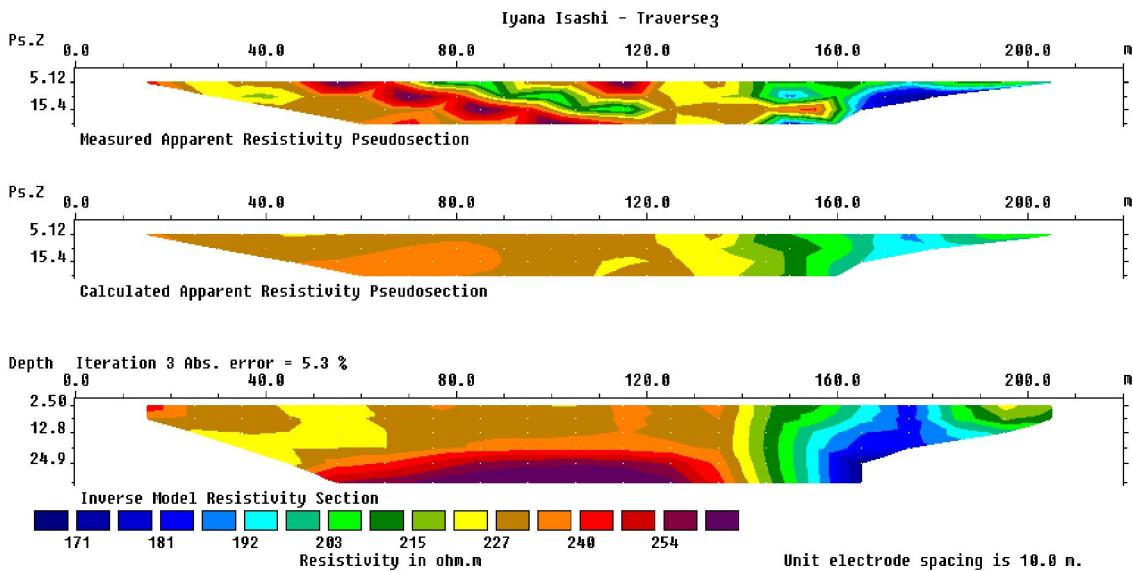 Iyana Isashi - Traverse3
Ps.Z 0.0 40.0 80.0 120.0 160.0 200.0 m
5.12
15.4
Measured Apparent Resistivity Pseudosection
Ps.Z 0.0 40.0 80.0 120.0 160.0 200.0 m
5.12
15.4
Calculated Apparent Resistivity Pseudosection
Depth Iteration 3 Abs. error = 5.3 %
0.0 40.0 80.0 120.0 160.0 200.0 m
2.50
12.8
24.9
Inverse Model Resistivity Section
171 181 192 203 215 227 240 254
Resistivity in ohm.m Unit electrode spacing is 10.0 m.